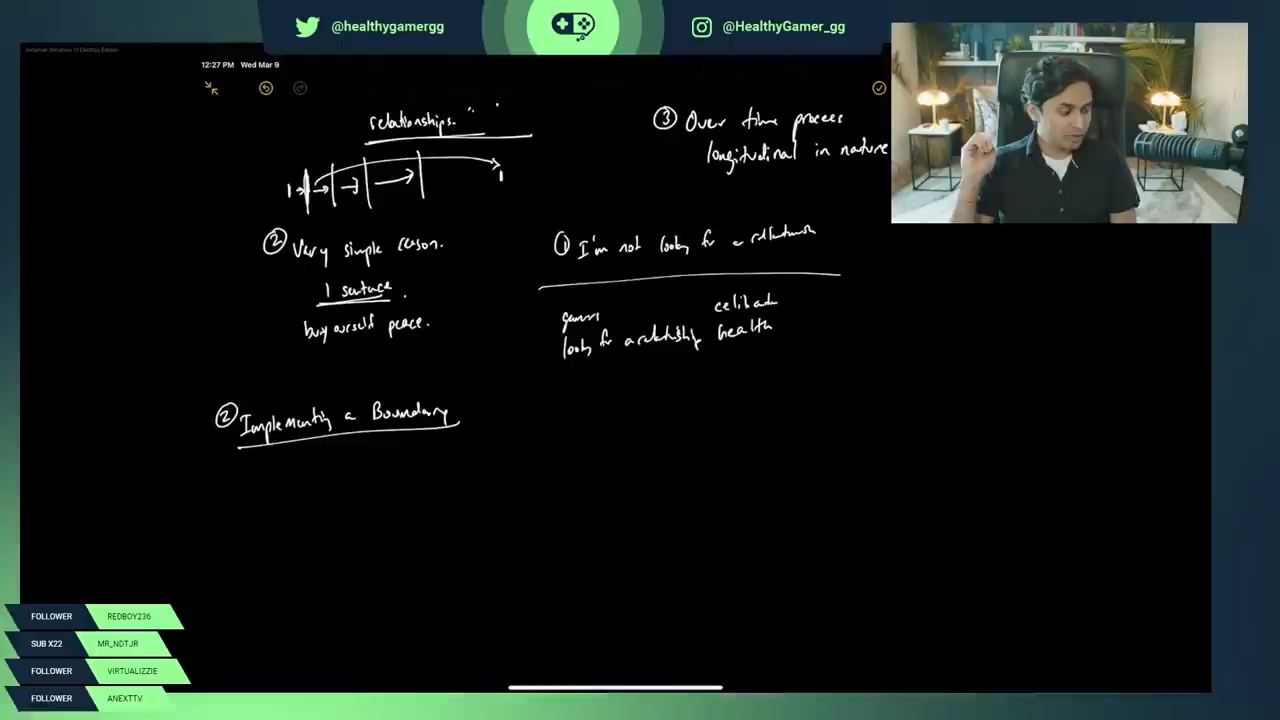 @healthygamergg
@HealthyGamer_gg
12:27 PM Wed Mar 9
relationships.
③ Over time process
longitudinal in nature
② Very simple reason.
1 sentence.
buy ourself peace.
① I'm not looking for a relationship
looking for a relationship health
② Implementing a Boundary
FOLLOWER REDBOY236
SUB X22 MR_NDTJR
FOLLOWER VIRTUALIZZIE
FOLLOWER ANEXTTV